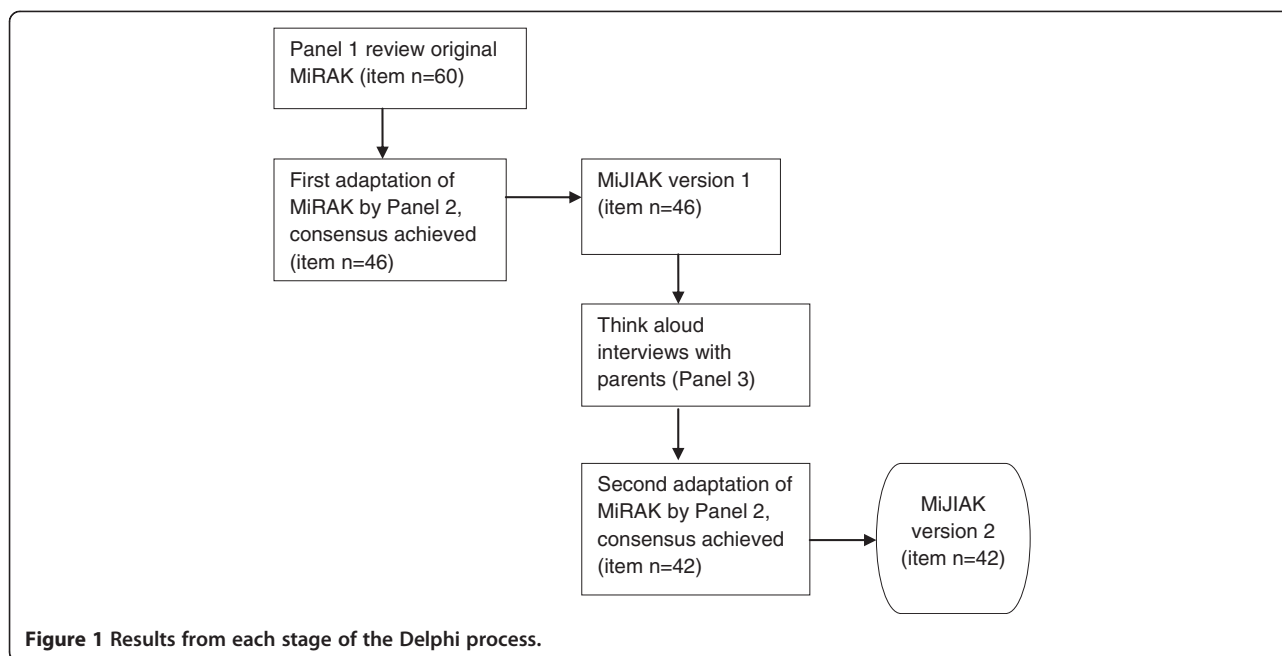 Panel 1 review original
MiRAK (item n=60)
First adaptation of
MiRAK by Panel 2,
consensus achieved
(item n=46)
MiJIAK version 1
(item n=46)
Think aloud
interviews with
parents (Panel 3)
Second adaptation of
MiRAK by Panel 2,
consensus achieved
(item n=42)
MiJIAK
version 2
(item n=42)
Figure 1 Results from each stage of the Delphi process.